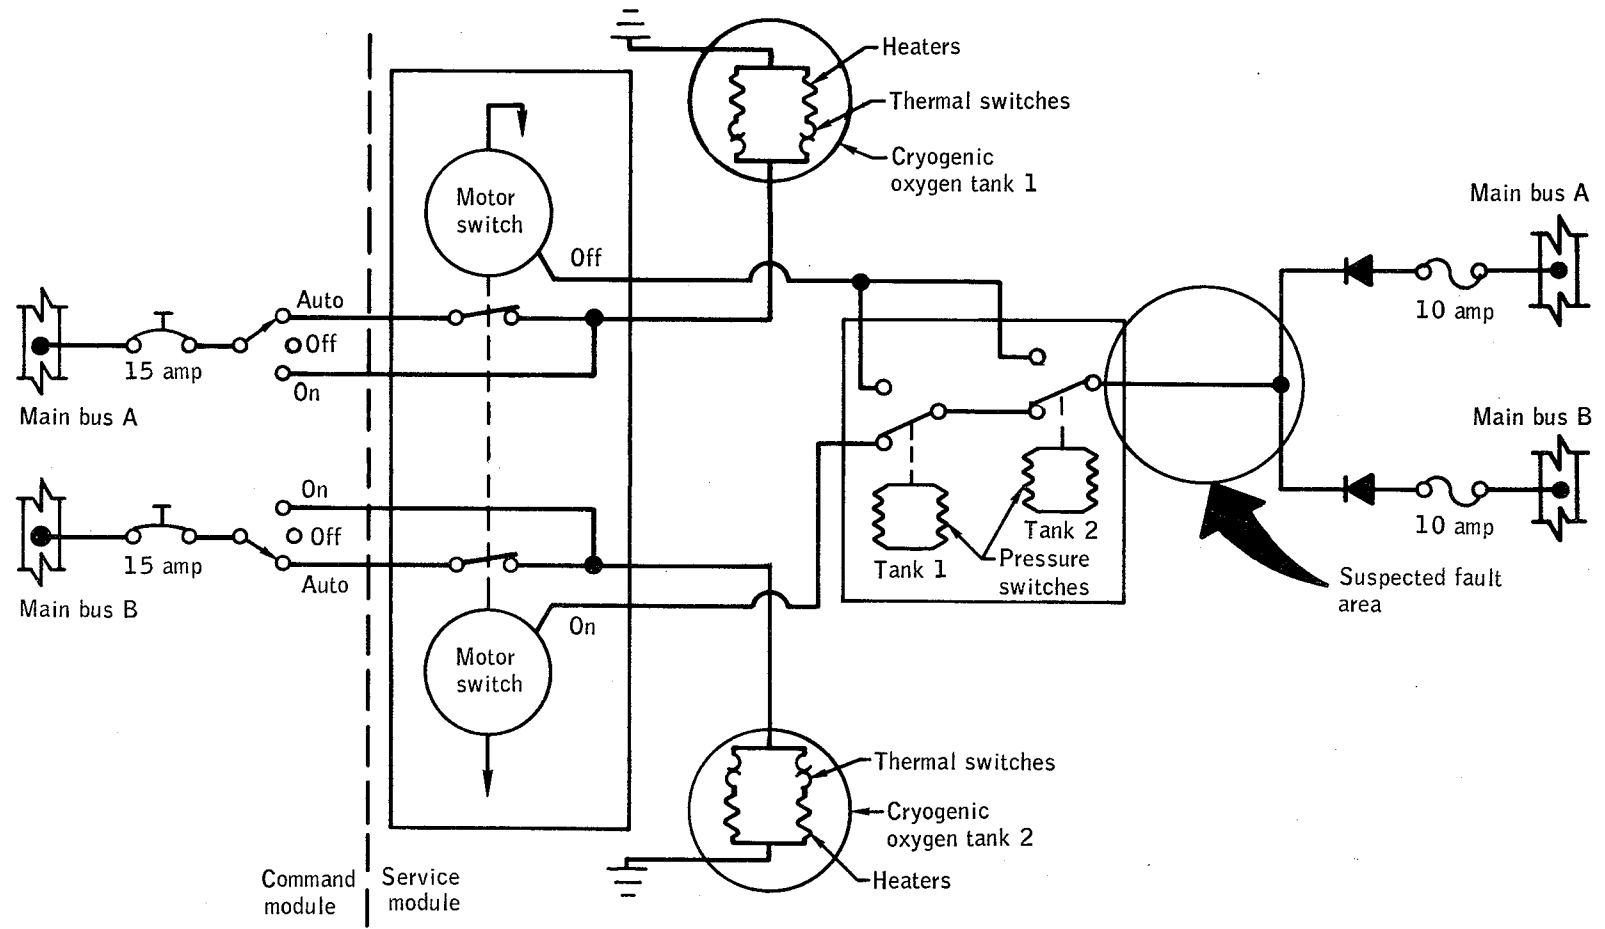 Heaters
Thermal switches
Cryogenic
oxygen tank 1
Motor
switch
Off
Auto
Off
On
15 amp
Main bus A
Main bus A
10 amp
Main bus B
10 amp
On
Off
Auto
15 amp
Main bus B
Tank 2
Tank 1
Pressure
switches
Suspected fault
area
On
Motor
switch
Thermal switches
Cryogenic
oxygen tank 2
Heaters
Command
module
Service
module